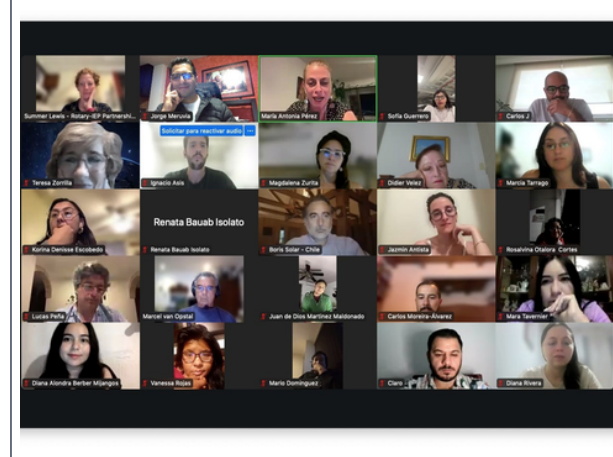 Summer Lewis - Rotary-IEP Partnershi...
Jorge Meruvia
María Antonia Pérez
Sofía Guerrero
Carlos J
Teresa Zorrilla
Solicitar para reactivar audio ...
Ignacio Asis
Magdalena Zurita
Didier Velez
Marcia Tarrago
Korina Denisse Escobedo
Renata Bauab Isolato
Renata Bauab Isolato
Boris Solar - Chile
Jazmin Antista
Rosalvina Otalora Cortes
Lucas Peña
Marcel van Opstal
Juan de Dios Martínez Maldonado
Carlos Moreira-Álvarez
Mara Tavernier
Diana Alondra Berber Mijangos
Vanessa Rojas
Mario Dominguez
Claro
Diana Rivera